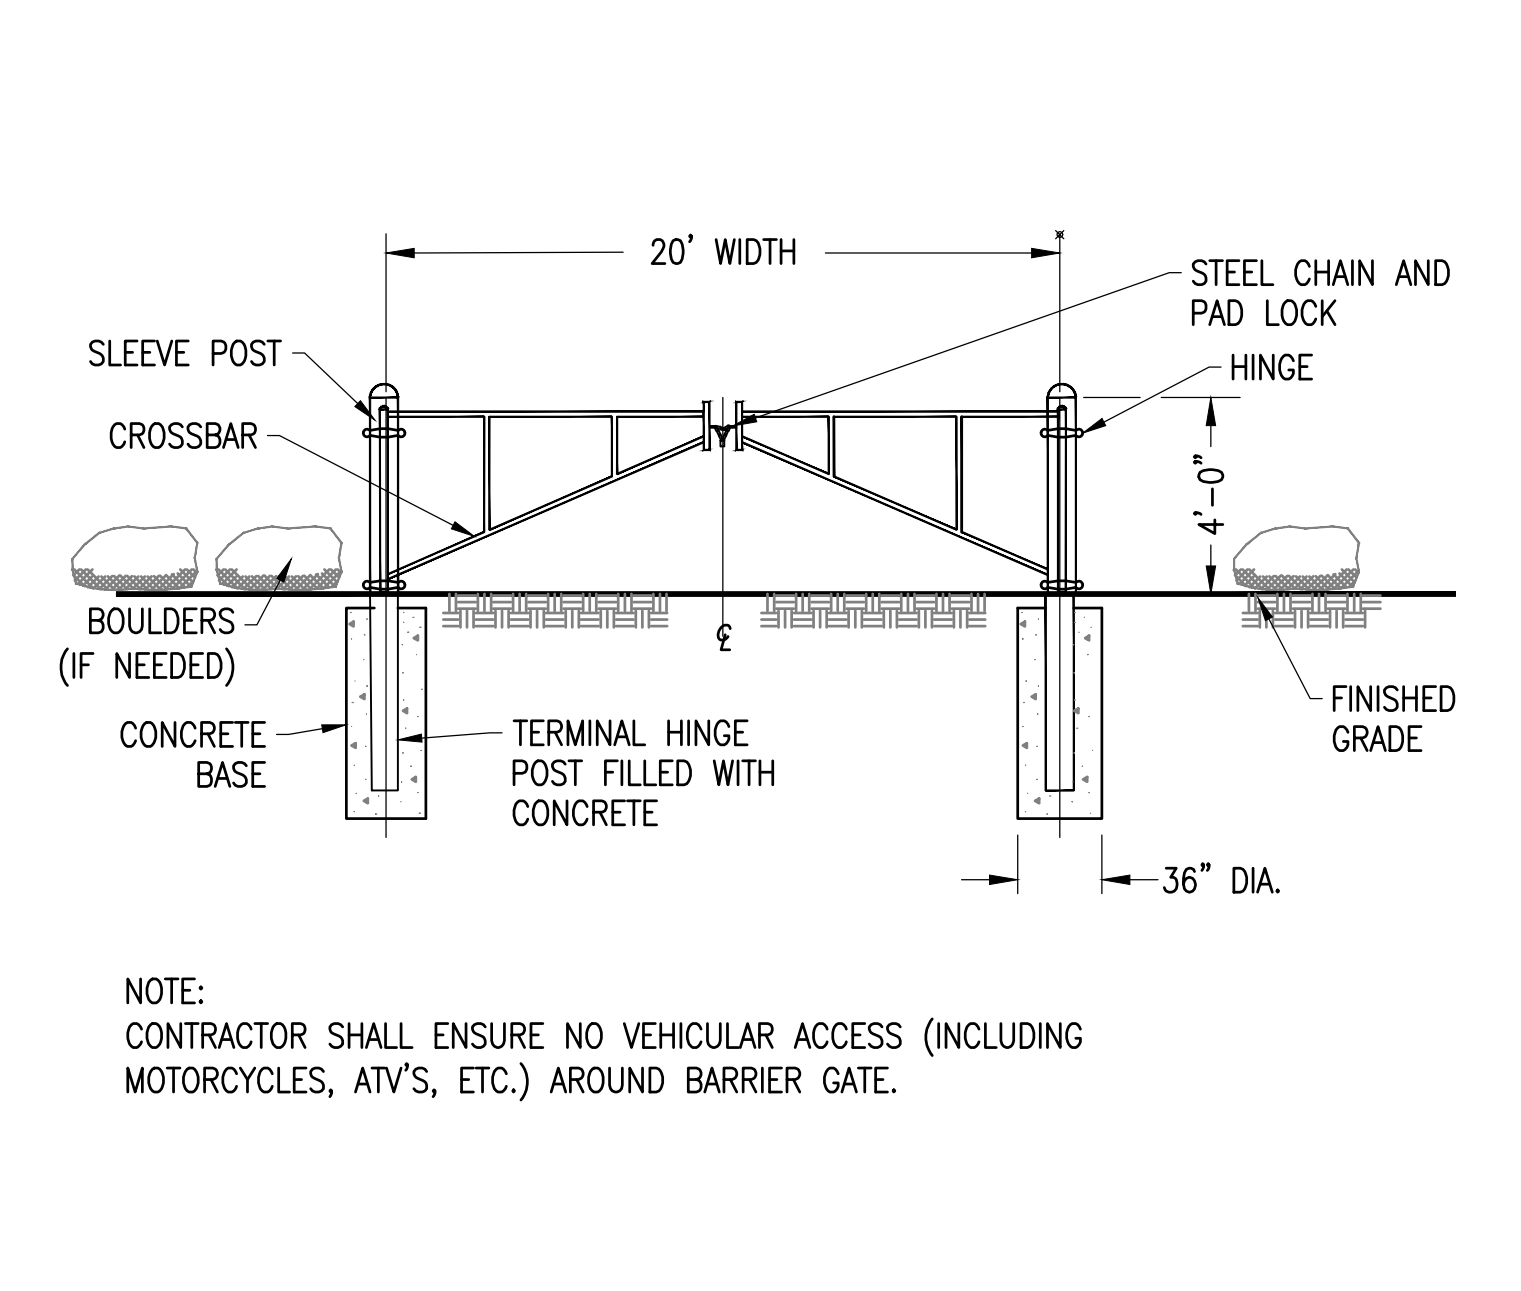 20' WIDTH
STEEL CHAIN AND
PAD LOCK
SLEEVE POST
HINGE
CROSSBAR
4'-0"
BOULDERS
(IF NEEDED)
℄
FINISHED
GRADE
CONCRETE
BASE
TERMINAL HINGE
POST FILLED WITH
CONCRETE
36" DIA.
NOTE:
CONTRACTOR SHALL ENSURE NO VEHICULAR ACCESS (INCLUDING
MOTORCYCLES, ATV'S, ETC.) AROUND BARRIER GATE.